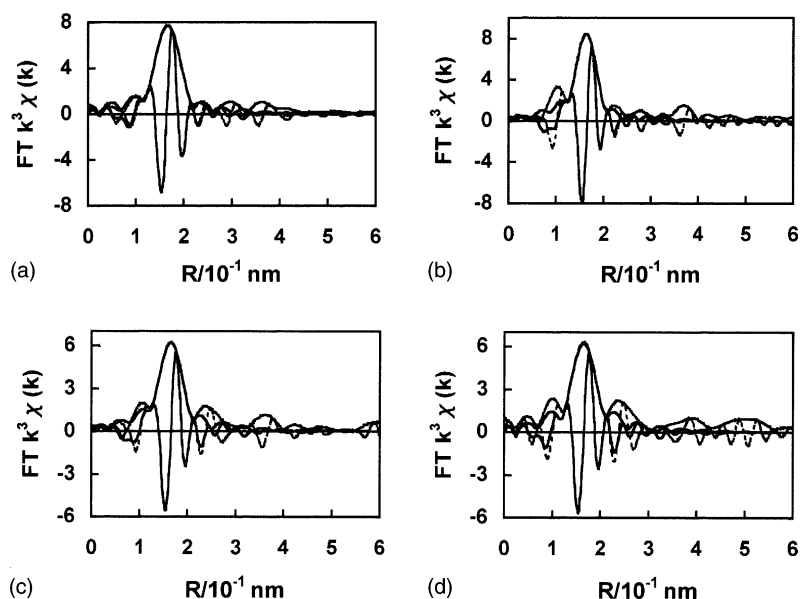 8
4
0
-4
-8
FT k³ χ (k)
0 1 2 3 4 5 6
(a)
R/10⁻¹ nm
8
4
0
-4
-8
FT k³ χ (k)
0 1 2 3 4 5 6
(b)
R/10⁻¹ nm
6
3
0
-3
-6
FT k³ χ (k)
0 1 2 3 4 5 6
(c)
R/10⁻¹ nm
6
3
0
-3
-6
FT k³ χ (k)
0 1 2 3 4 5 6
(d)
R/10⁻¹ nm